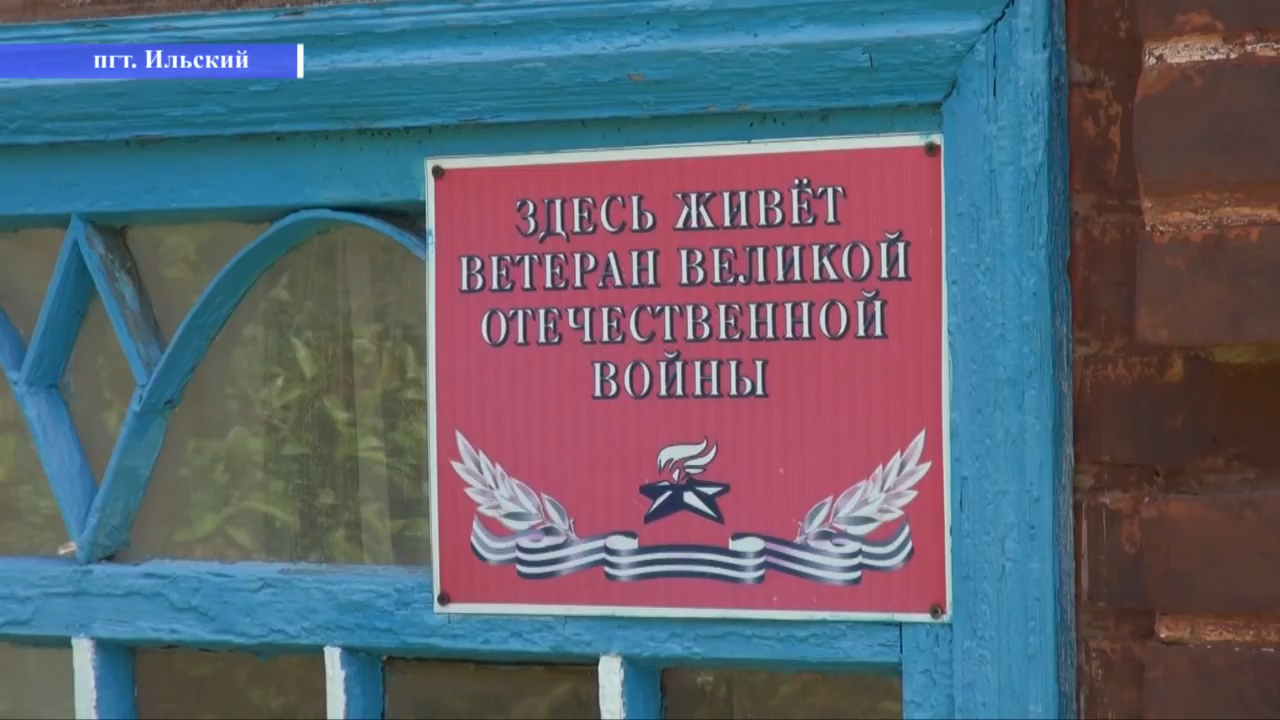 пгт. Ильский
ЗДЕСЬ ЖИВЁТ
ВЕТЕРАН ВЕЛИКОЙ
ОТЕЧЕСТВЕННОЙ
ВОЙНЫ